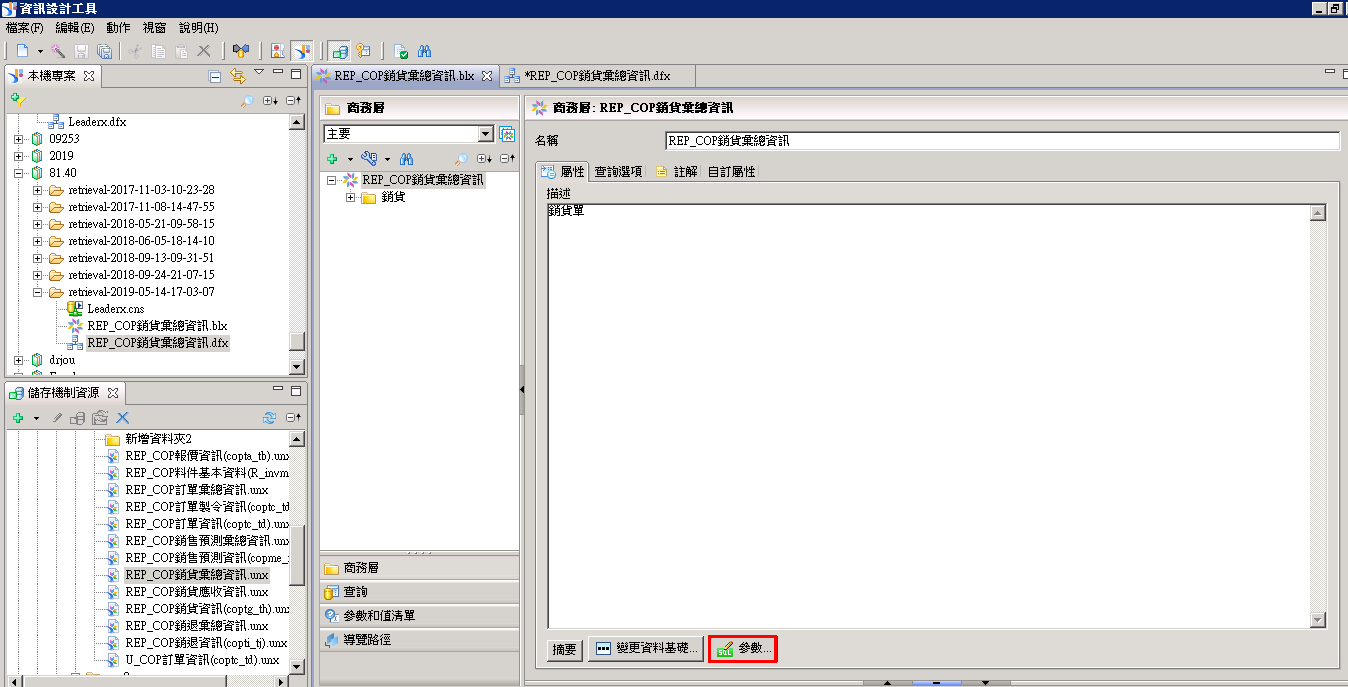 資訊設計工具
檔案(F) 編輯(E) 動作 視窗 說明(H)
本機專案
Leaderx.dfx
09253
2019
81.40
retrieval-2017-11-03-10-23-28
retrieval-2017-11-08-14-47-55
retrieval-2018-05-21-09-58-15
retrieval-2018-06-05-18-14-10
retrieval-2018-09-13-09-31-51
retrieval-2018-09-24-21-07-15
retrieval-2019-05-14-17-03-07
Leaderx.cns
REP_COP銷貨彙總資訊.blx
REP_COP銷貨彙總資訊.dfx
drjou
儲存機制資源
新增資料夾2
REP_COP報價資訊(copta_tb).unx
REP_COP料件基本資料(R_invm
REP_COP訂單彙總資訊.unx
REP_COP訂單製令資訊(coptc_td
REP_COP訂單資訊(coptc_td).unx
REP_COP銷售預測彙總資訊.unx
REP_COP銷售預測資訊(copme_
REP_COP銷貨彙總資訊.unx
REP_COP銷貨應收資訊.unx
REP_COP銷貨資訊(coptg_th).unx
REP_COP銷退彙總資訊.unx
REP_COP銷退資訊(copti_tj).unx
U_COP訂單資訊(coptc_td).unx
REP_COP銷貨彙總資訊.blx
*REP_COP銷貨彙總資訊.dfx
商務層
主要
REP_COP銷貨彙總資訊
銷貨
商務層
查詢
參數和值清單
導覽路徑
商務層: REP_COP銷貨彙總資訊
名稱
REP_COP銷貨彙總資訊
屬性 查詢選項 註解 自訂屬性
描述
銷貨單
摘要 變更資料基礎... 參數...